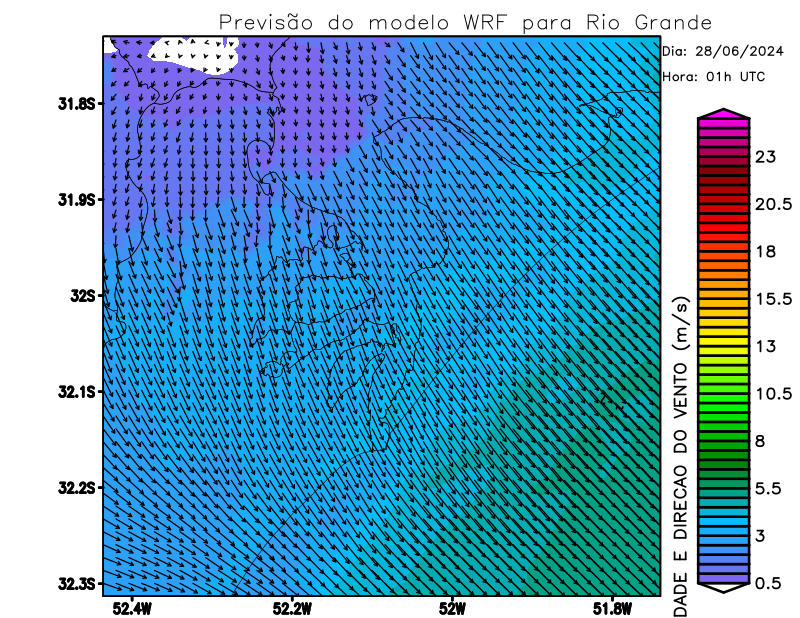 Previsão do modelo WRF para Rio Grande
Dia: 28/06/2024
Hora: 01h UTC
31.8S
31.9S
32S
32.1S
32.2S
32.3S
52.4W
52.2W
52W
51.8W
23
20.5
18
15.5
13
10.5
8
5.5
3
0.5
DADE E DIRECAO DO VENTO (m/s)